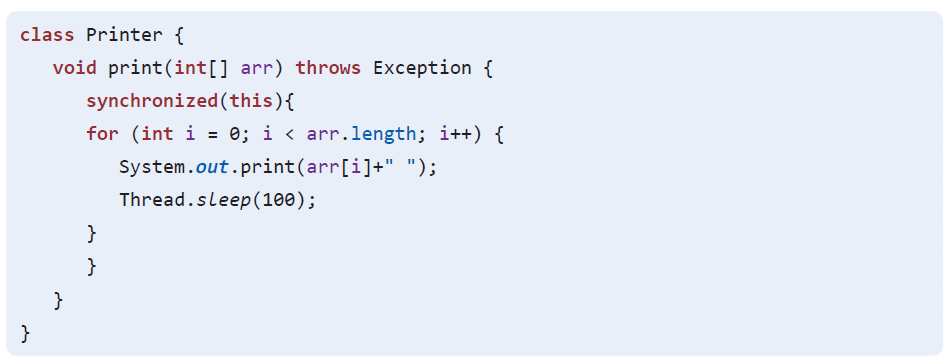 class Printer {
   void print(int[] arr) throws Exception {
      synchronized(this){
      for (int i = 0; i < arr.length; i++) {
         System.out.print(arr[i]+" ");
         Thread.sleep(100);
      }
      }
   }
}